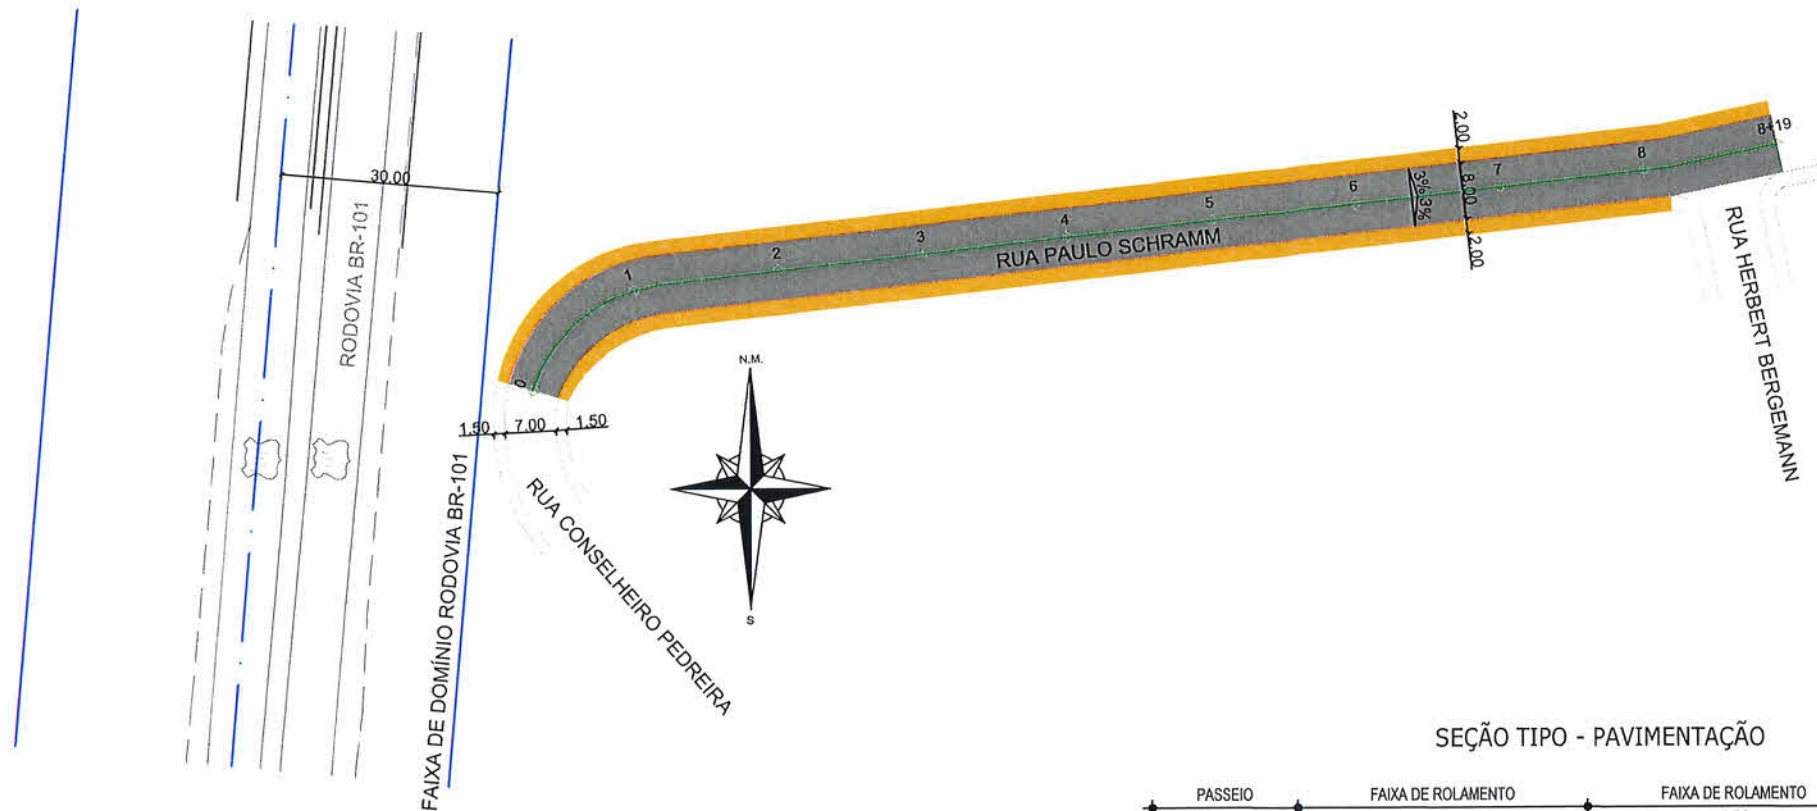 30.00
RODOVIA BR-101
FAIXA DE DOMÍNIO RODOVIA BR-101
1.50 7.00 1.50
RUA CONSELHEIRO PEDREIRA
0
1
2
3
4
5
6
7
8
8+19
RUA PAULO SCHRAMM
3% 3%
2.00
8.00
2.00
RUA HERBERT BERGEMANN
N.M.
S
SEÇÃO TIPO - PAVIMENTAÇÃO
PASSEIO FAIXA DE ROLAMENTO FAIXA DE ROLAMENTO